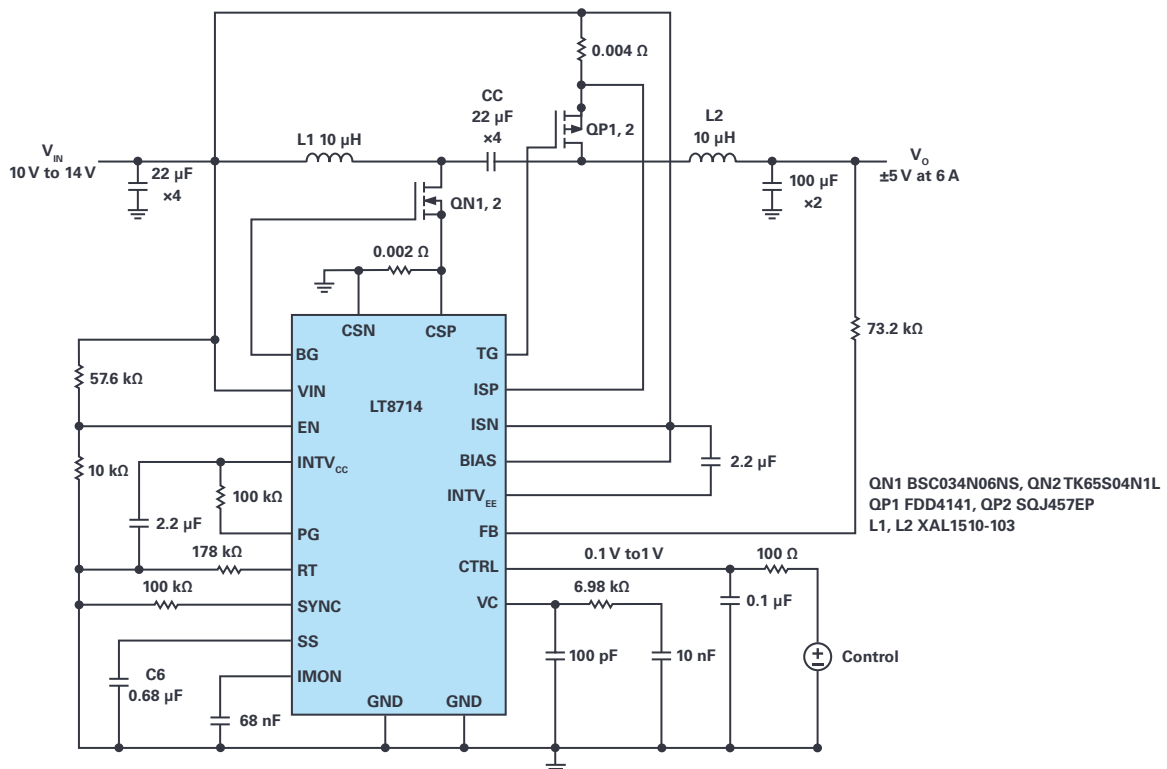 0.004 Ω
CC
22 µF
×4
QP1, 2
L2
10 µH
L1 10 µH
V_IN
10 V to 14 V
22 µF
×4
V_O
±5 V at 6 A
100 µF
×2
QN1, 2
0.002 Ω
CSN
CSP
73.2 kΩ
BG
TG
57.6 kΩ
VIN
ISP
LT8714
EN
ISN
10 kΩ
INTV_CC
BIAS
2.2 µF
100 kΩ
INTV_EE
QN1 BSC034N06NS, QN2 TK65S04N1L
QP1 FDD4141, QP2 SQJ457EP
L1, L2 XAL1510-103
2.2 µF
PG
FB
178 kΩ
RT
CTRL
0.1 V to1 V
100 Ω
100 kΩ
SYNC
VC
6.98 kΩ
0.1 µF
SS
C6
0.68 µF
IMON
100 pF
10 nF
Control
68 nF
GND
GND